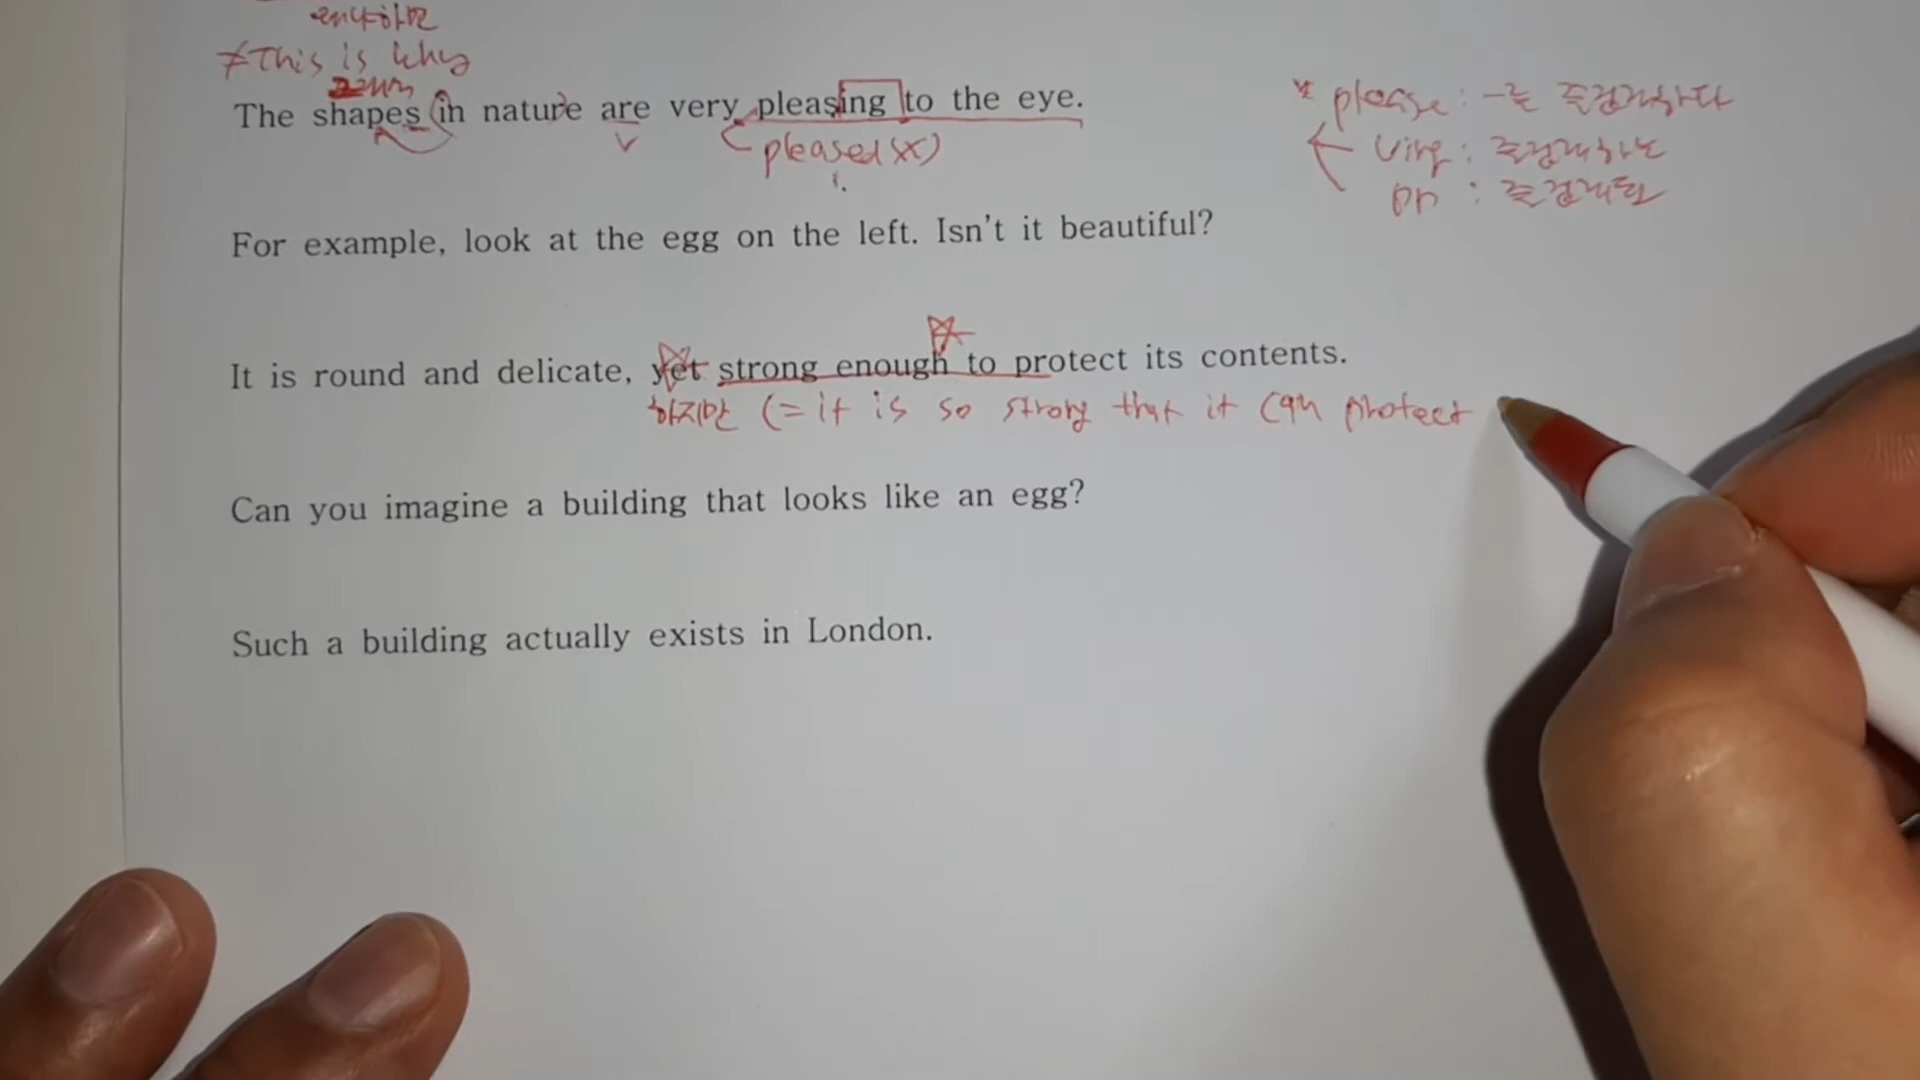 ≠This is why
The shapes in nature are very pleasing to the eye.
pleased(X)
* please : -를 즐겁게하다
Ving : 즐겁게하는
PP : 즐겁게된
For example, look at the egg on the left. Isn't it beautiful?
It is round and delicate, yet strong enough to protect its contents.
하지만 (= it is so strong that it can protect
Can you imagine a building that looks like an egg?
Such a building actually exists in London.